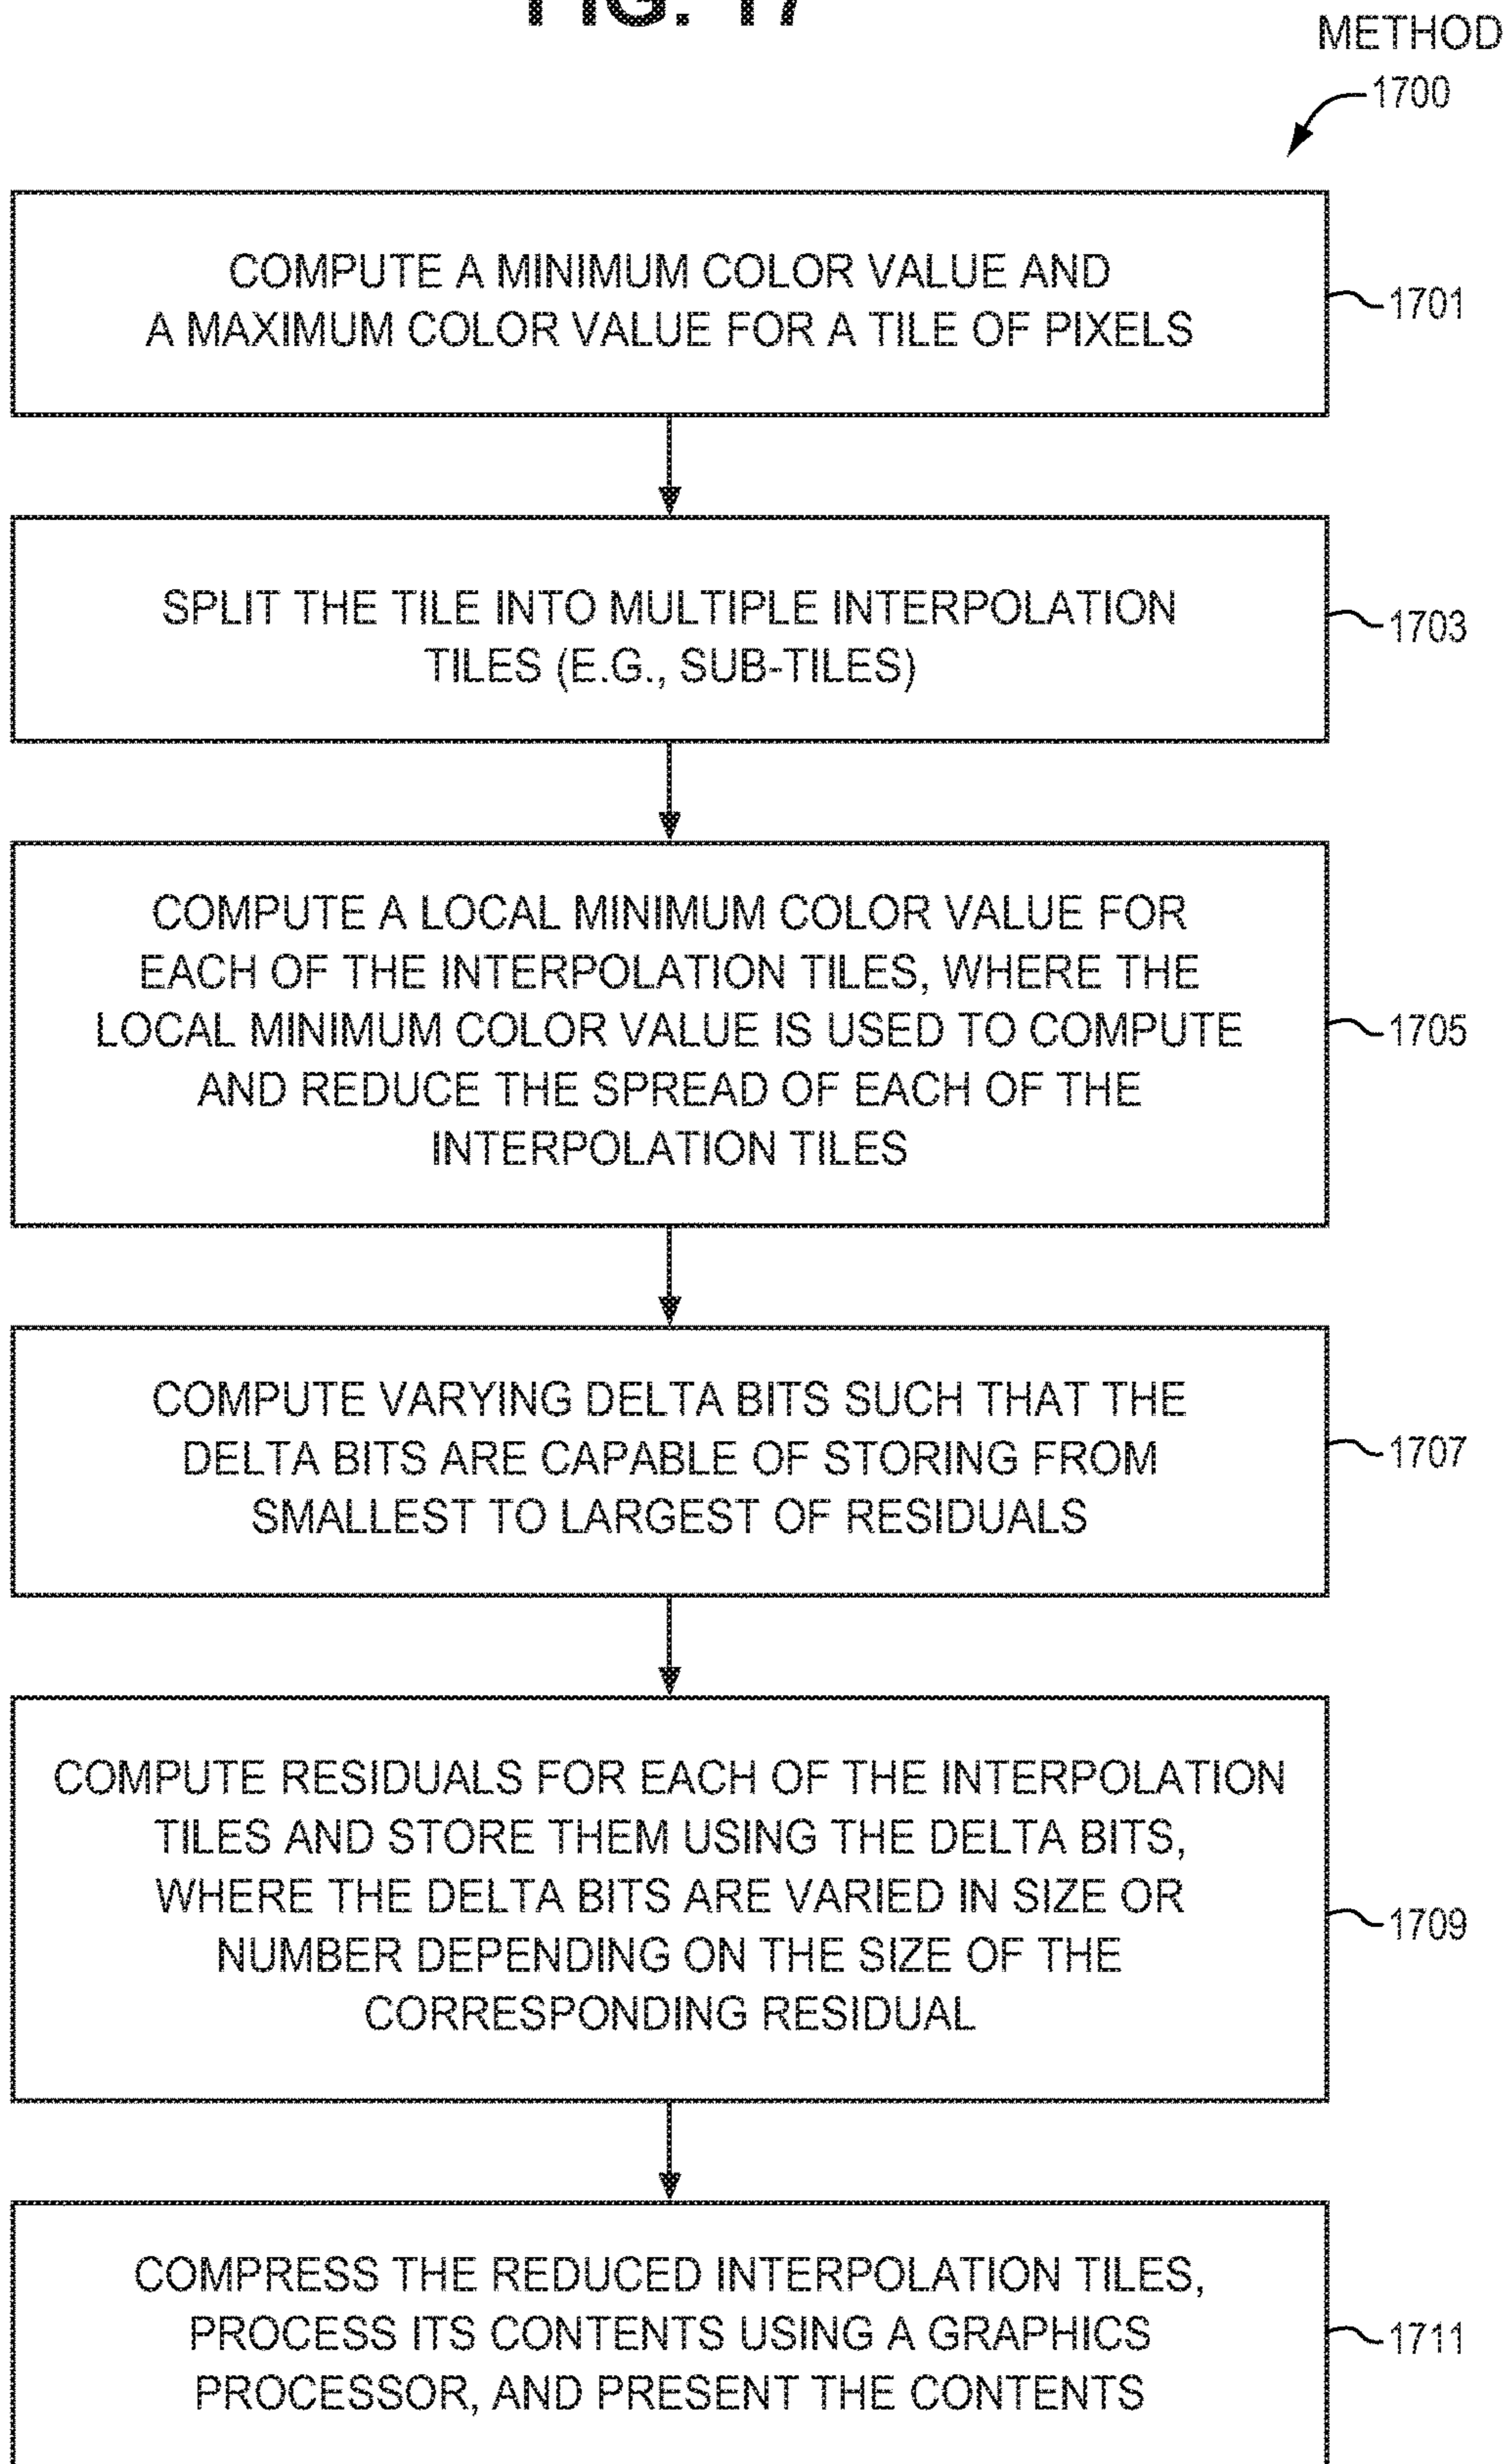 FIG. 17
METHOD
1700
COMPUTE A MINIMUM COLOR VALUE AND
A MAXIMUM COLOR VALUE FOR A TILE OF PIXELS
1701
SPLIT THE TILE INTO MULTIPLE INTERPOLATION
TILES (E.G., SUB-TILES)
1703
COMPUTE A LOCAL MINIMUM COLOR VALUE FOR
EACH OF THE INTERPOLATION TILES, WHERE THE
LOCAL MINIMUM COLOR VALUE IS USED TO COMPUTE
AND REDUCE THE SPREAD OF EACH OF THE
INTERPOLATION TILES
1705
COMPUTE VARYING DELTA BITS SUCH THAT THE
DELTA BITS ARE CAPABLE OF STORING FROM
SMALLEST TO LARGEST OF RESIDUALS
1707
COMPUTE RESIDUALS FOR EACH OF THE INTERPOLATION
TILES AND STORE THEM USING THE DELTA BITS,
WHERE THE DELTA BITS ARE VARIED IN SIZE OR
NUMBER DEPENDING ON THE SIZE OF THE
CORRESPONDING RESIDUAL
1709
COMPRESS THE REDUCED INTERPOLATION TILES,
PROCESS ITS CONTENTS USING A GRAPHICS
PROCESSOR, AND PRESENT THE CONTENTS
1711